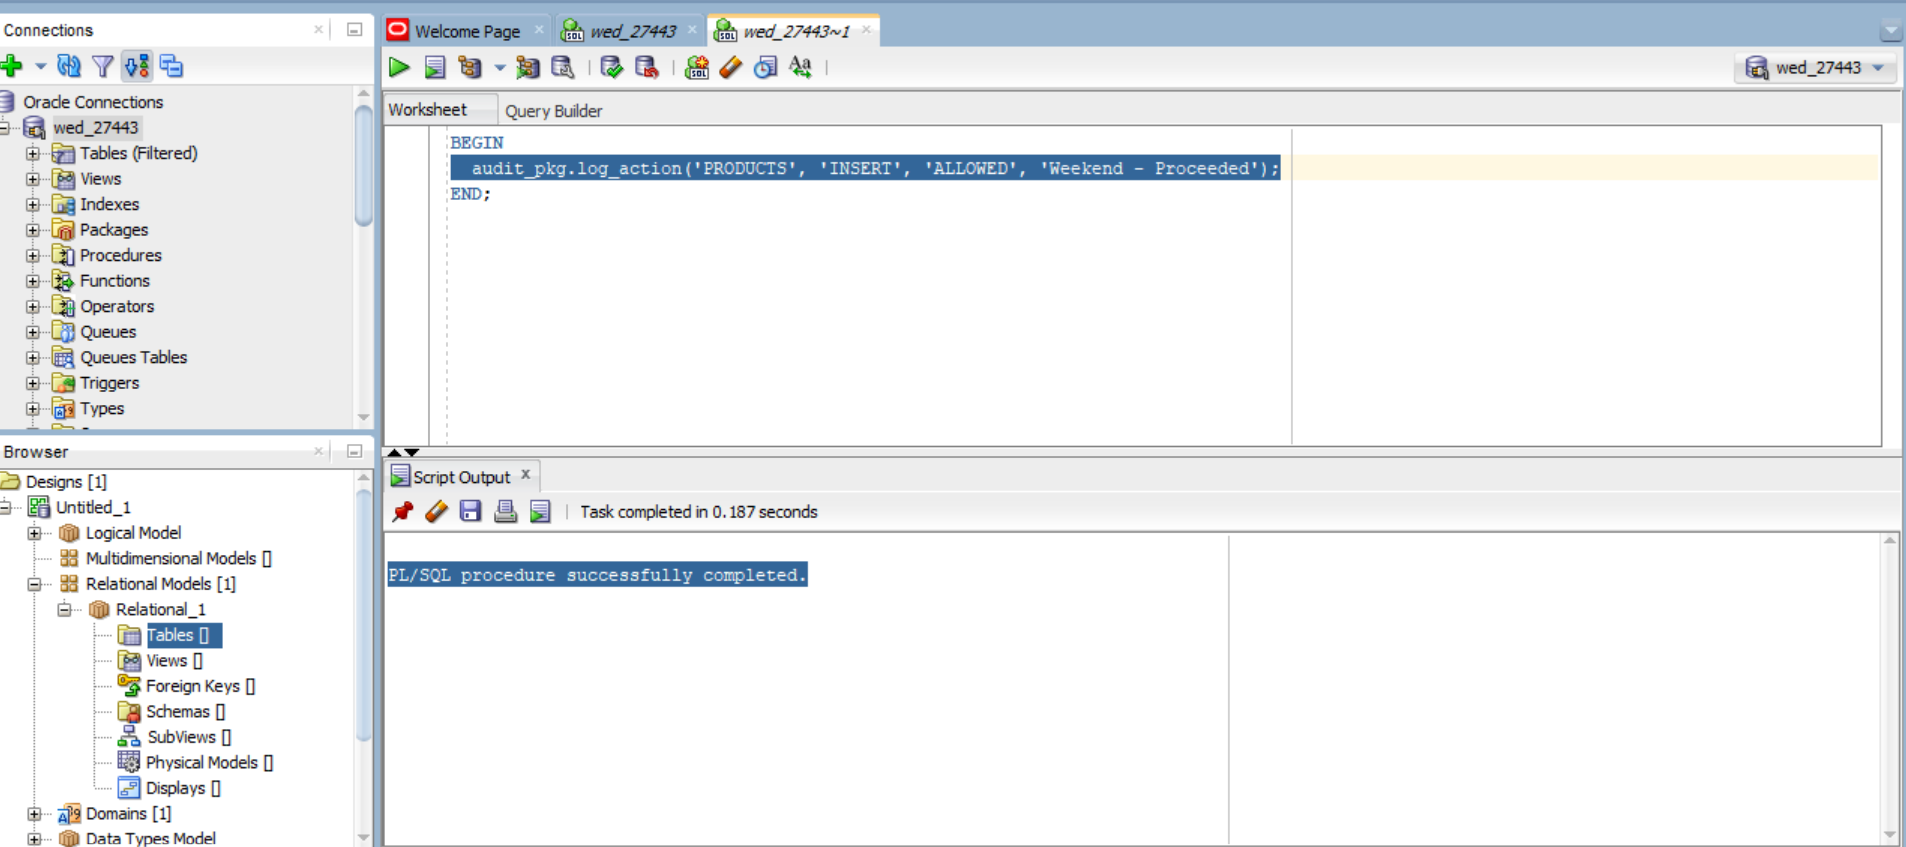 Connections
Oracle Connections
wed_27443
Tables (Filtered)
Views
Indexes
Packages
Procedures
Functions
Operators
Queues
Queues Tables
Triggers
Types
Browser
Designs [1]
Untitled_1
Logical Model
Multidimensional Models []
Relational Models [1]
Relational_1
Tables []
Views []
Foreign Keys []
Schemas []
SubViews []
Physical Models []
Displays []
Domains [1]
Data Types Model
Welcome Page wed_27443 wed_27443~1
wed_27443
Worksheet Query Builder
BEGIN
audit_pkg.log_action('PRODUCTS', 'INSERT', 'ALLOWED', 'Weekend - Proceeded');
END;
Script Output x
Task completed in 0.187 seconds
PL/SQL procedure successfully completed.